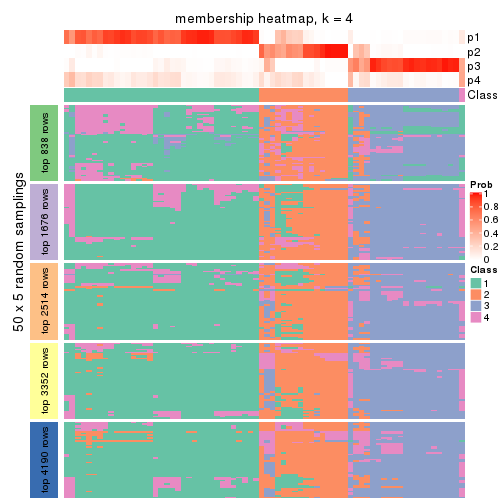 membership heatmap, k = 4
p1
p2
p3
p4
Class
50 x 5 random samplings
top 838 rows
top 1676 rows
top 2514 rows
top 3352 rows
top 4190 rows
Prob
1
0.8
0.6
0.4
0.2
0
Class
1
2
3
4